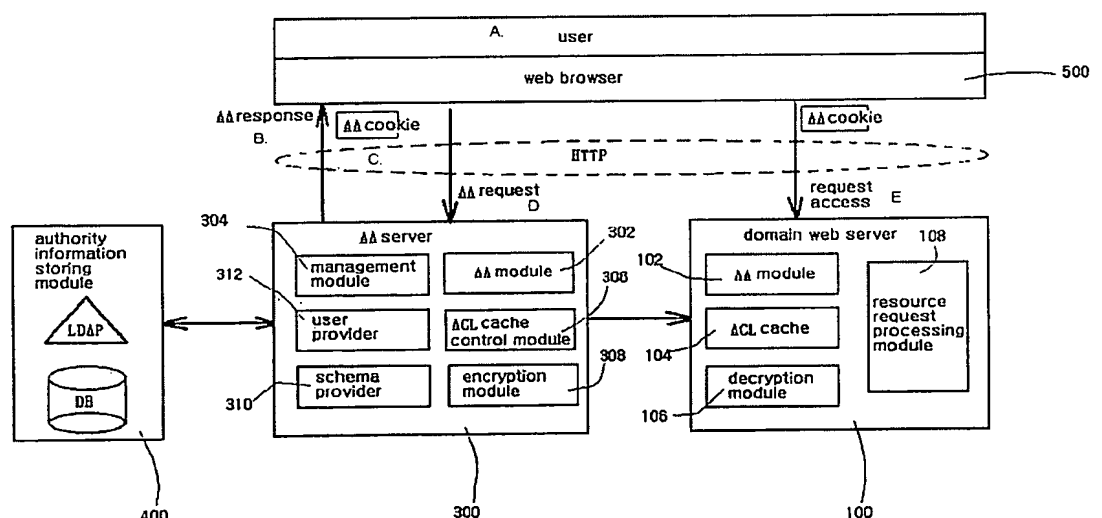 A.
user
web browser
500
AA response
B.
AA cookie
C.
HTTP
AA cookie
AA request
D
request
access
E
304
AA server
302
domain web server
108
authority
information
storing
module
LDAP
DB
management
module
AA module
312
308
user
provider
ACL cache
control module
308
schema
provider
310
encryption
module
102
AA module
104
ACL cache
decryption
module
106
resource
request
processing
module
400
300
100